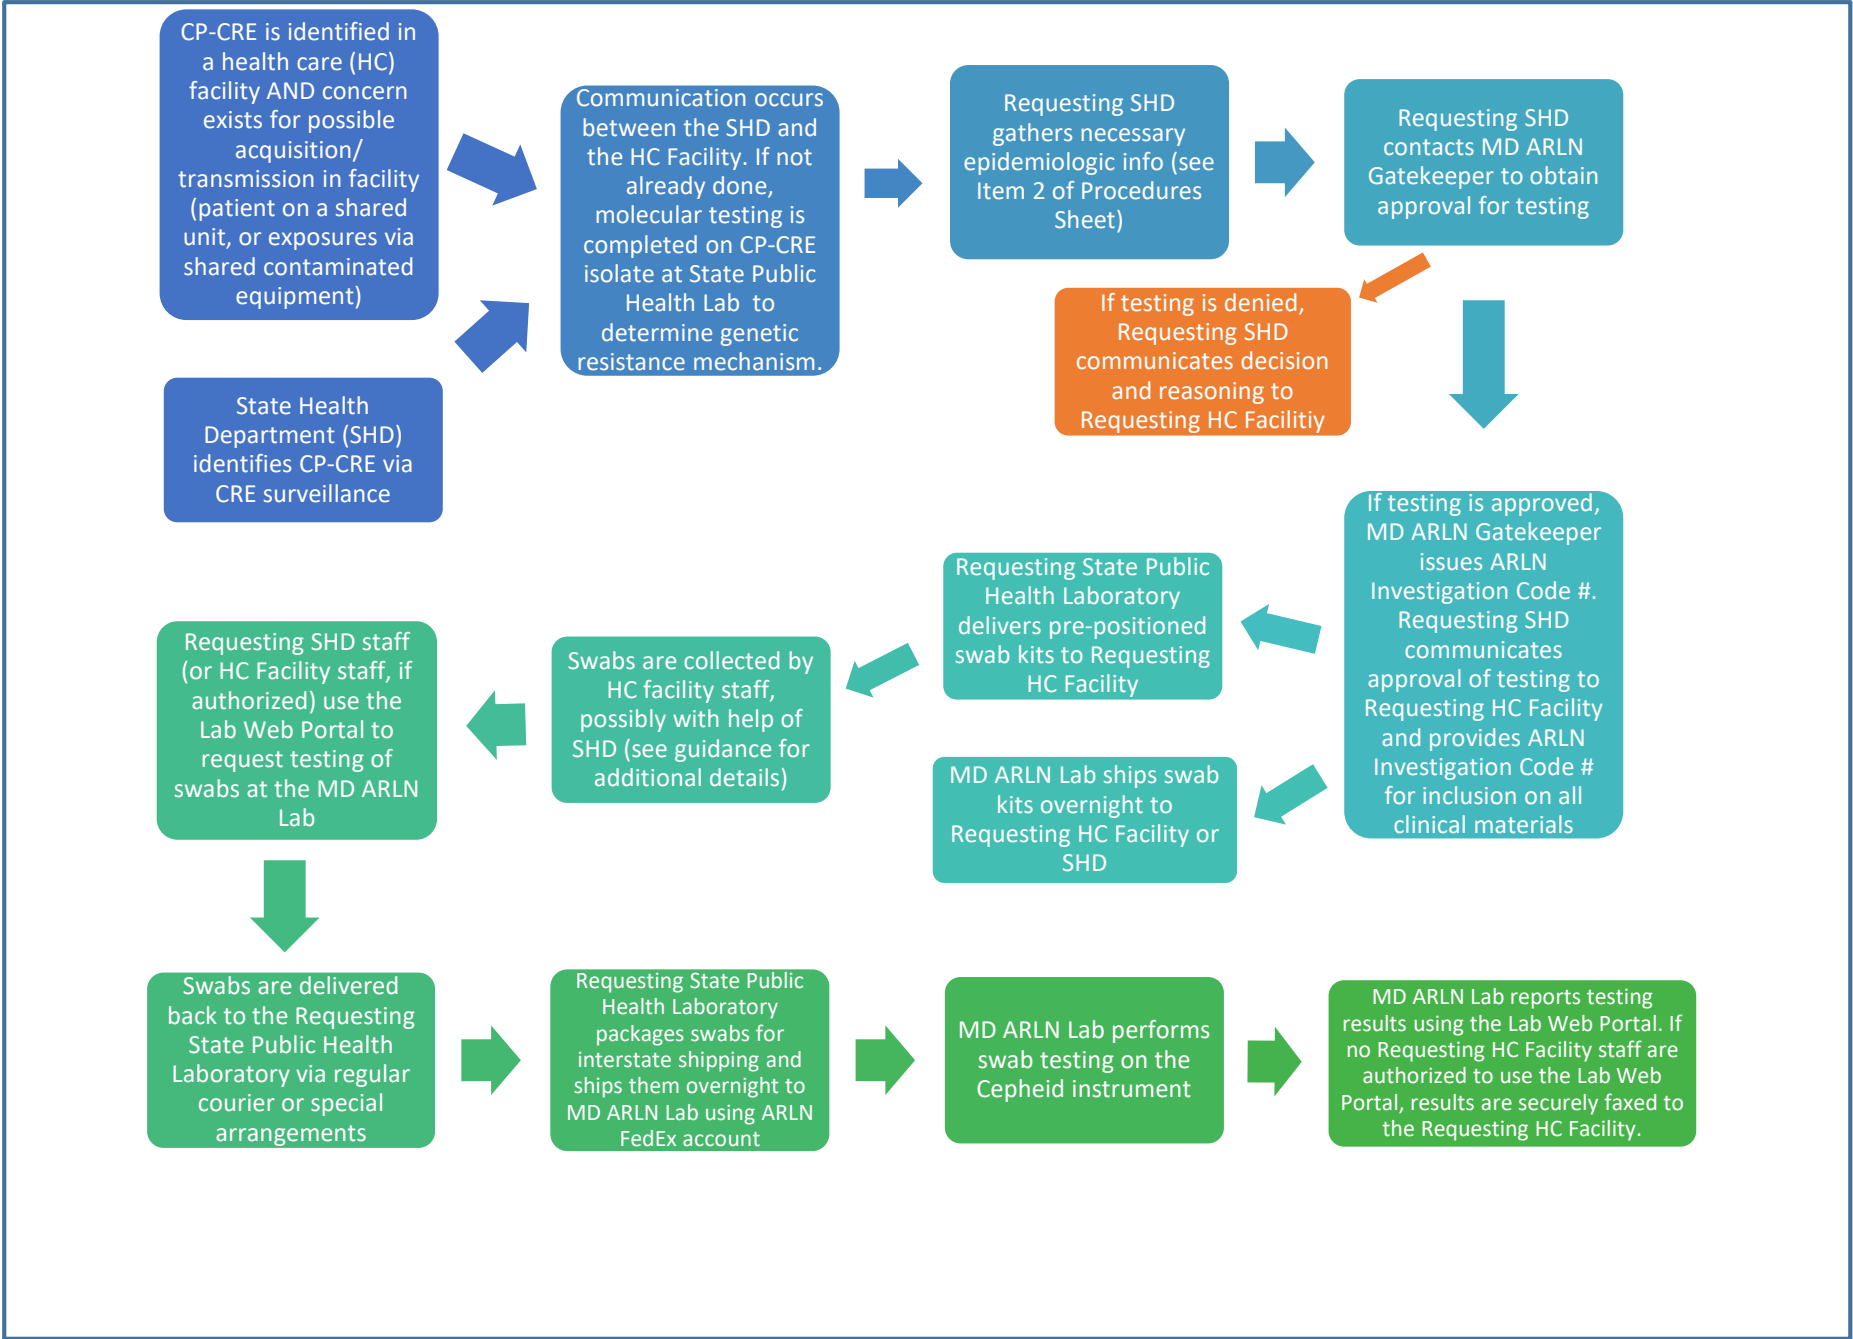 CP-CRE is identified in
a health care (HC)
facility AND concern
exists for possible
acquisition/
transmission in facility
(patient on a shared
unit, or exposures via
shared contaminated
equipment)
State Health
Department (SHD)
identifies CP-CRE via
CRE surveillance
Communication occurs
between the SHD and
the HC Facility. If not
already done,
molecular testing is
completed on CP-CRE
isolate at State Public
Health Lab to
determine genetic
resistance mechanism.
Requesting SHD
gathers necessary
epidemiologic info (see
Item 2 of Procedures
Sheet)
Requesting SHD
contacts MD ARLN
Gatekeeper to obtain
approval for testing
If testing is denied,
Requesting SHD
communicates decision
and reasoning to
Requesting HC Facilitiy
If testing is approved,
MD ARLN Gatekeeper
issues ARLN
Investigation Code #.
Requesting SHD
communicates
approval of testing to
Requesting HC Facility
and provides ARLN
Investigation Code #
for inclusion on all
clinical materials
Requesting State Public
Health Laboratory
delivers pre-positioned
swab kits to Requesting
HC Facility
MD ARLN Lab ships swab
kits overnight to
Requesting HC Facility or
SHD
Swabs are collected by
HC facility staff,
possibly with help of
SHD (see guidance for
additional details)
Requesting SHD staff
(or HC Facility staff, if
authorized) use the
Lab Web Portal to
request testing of
swabs at the MD ARLN
Lab
Swabs are delivered
back to the Requesting
State Public Health
Laboratory via regular
courier or special
arrangements
Requesting State Public
Health Laboratory
packages swabs for
interstate shipping and
ships them overnight to
MD ARLN Lab using ARLN
FedEx account
MD ARLN Lab performs
swab testing on the
Cepheid instrument
MD ARLN Lab reports testing
results using the Lab Web Portal. If
no Requesting HC Facility staff are
authorized to use the Lab Web
Portal, results are securely faxed to
the Requesting HC Facility.